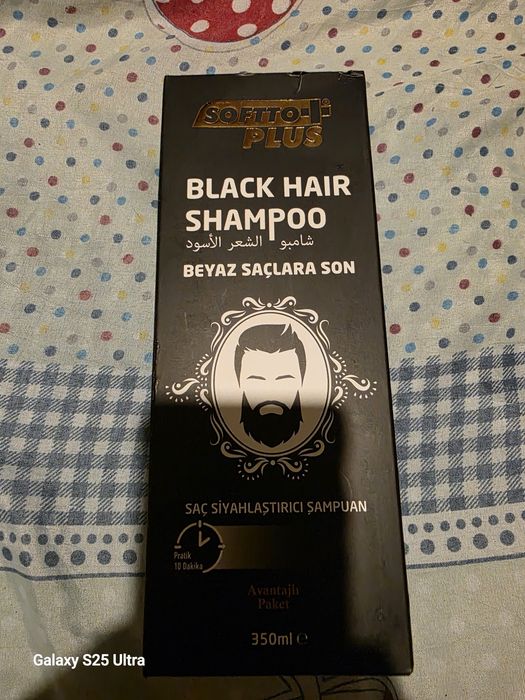 SOFTTO-I
PLUS
BLACK HAIR
SHAMPOO
شامبو الشعر الأسود
BEYAZ SAÇLARA SON
SAÇ SİYAHLAŞTIRICI ŞAMPUAN
Pratik
10 Dakika
Avantajlı
Paket
350ml ℮
Galaxy S25 Ultra